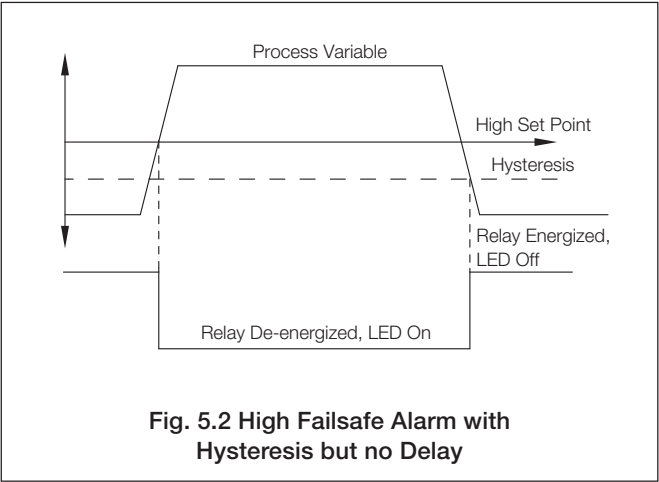 Process Variable
High Set Point
Hysteresis
Relay Energized,
LED Off
Relay De-energized, LED On
Fig. 5.2 High Failsafe Alarm with
Hysteresis but no Delay